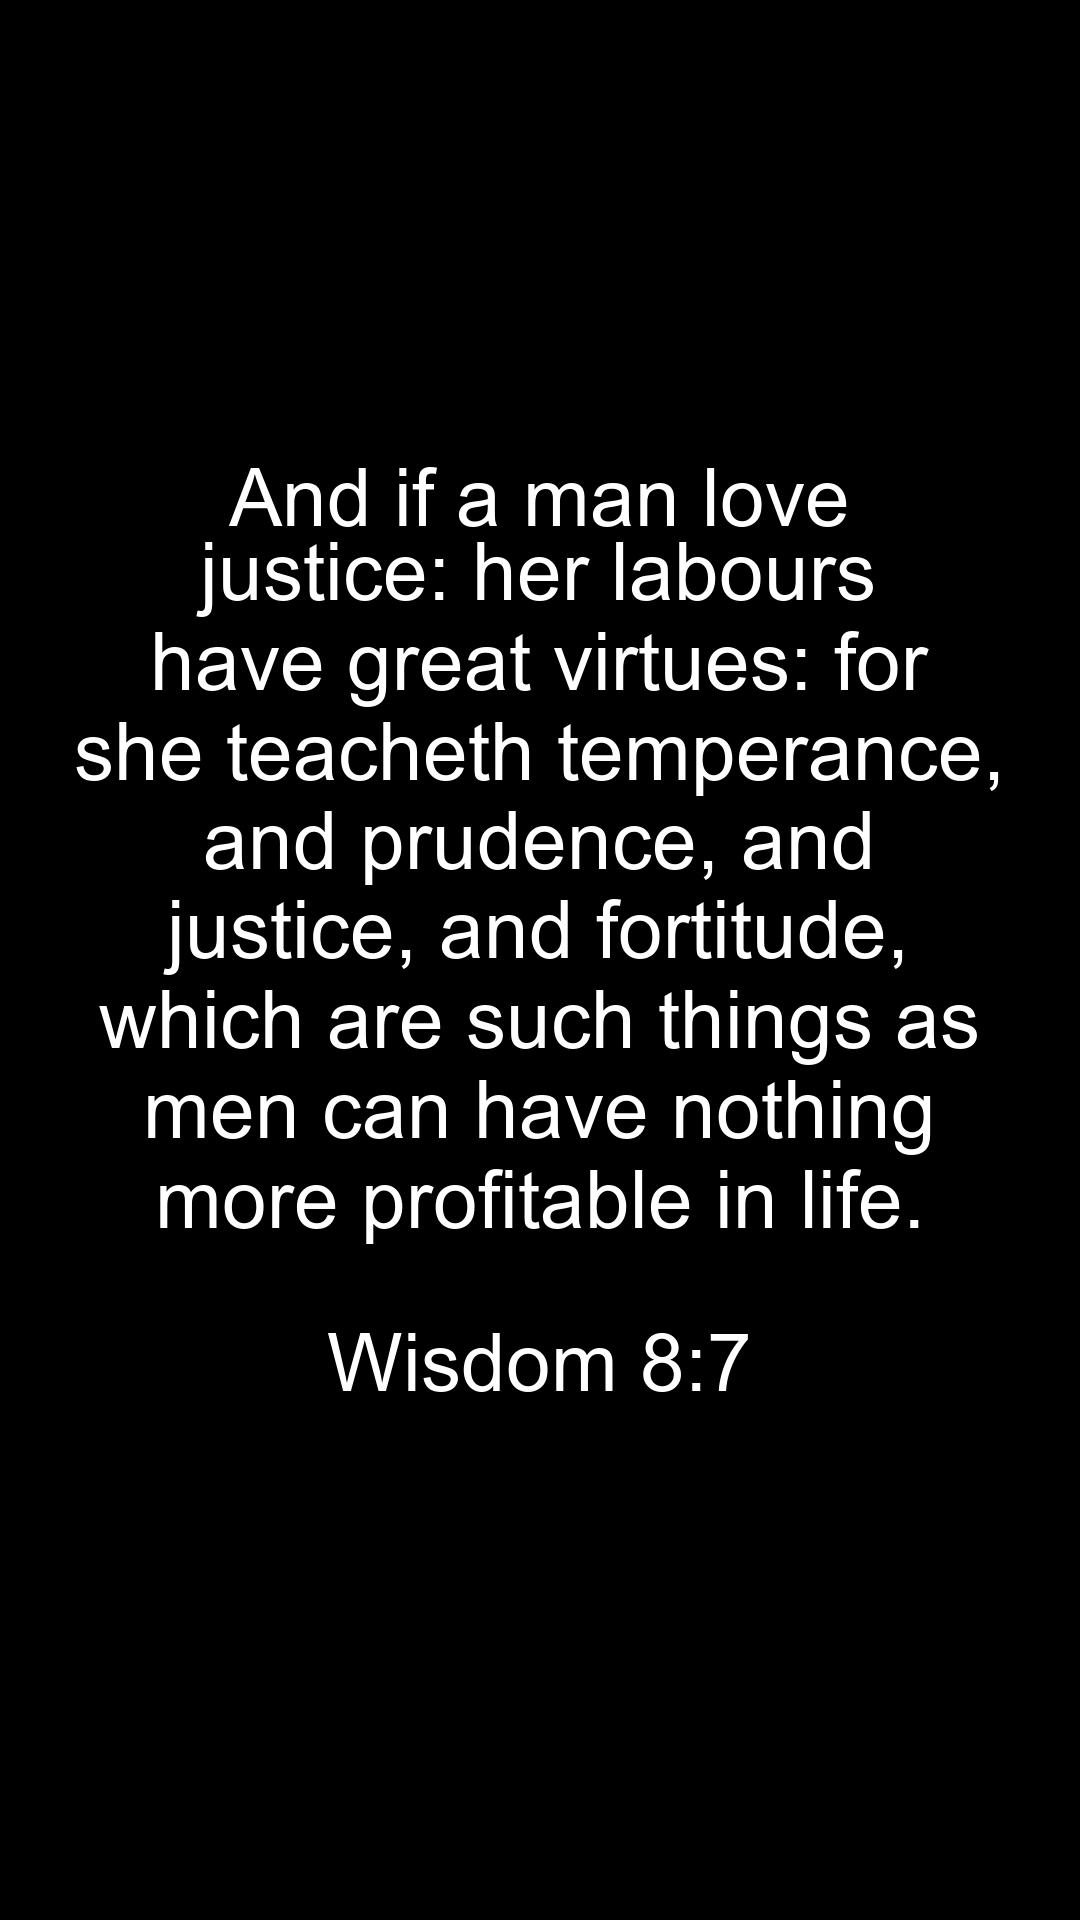 And if a man love
justice: her labours
have great virtues: for
she teacheth temperance,
and prudence, and
justice, and fortitude,
which are such things as
men can have nothing
more profitable in life.
Wisdom 8:7